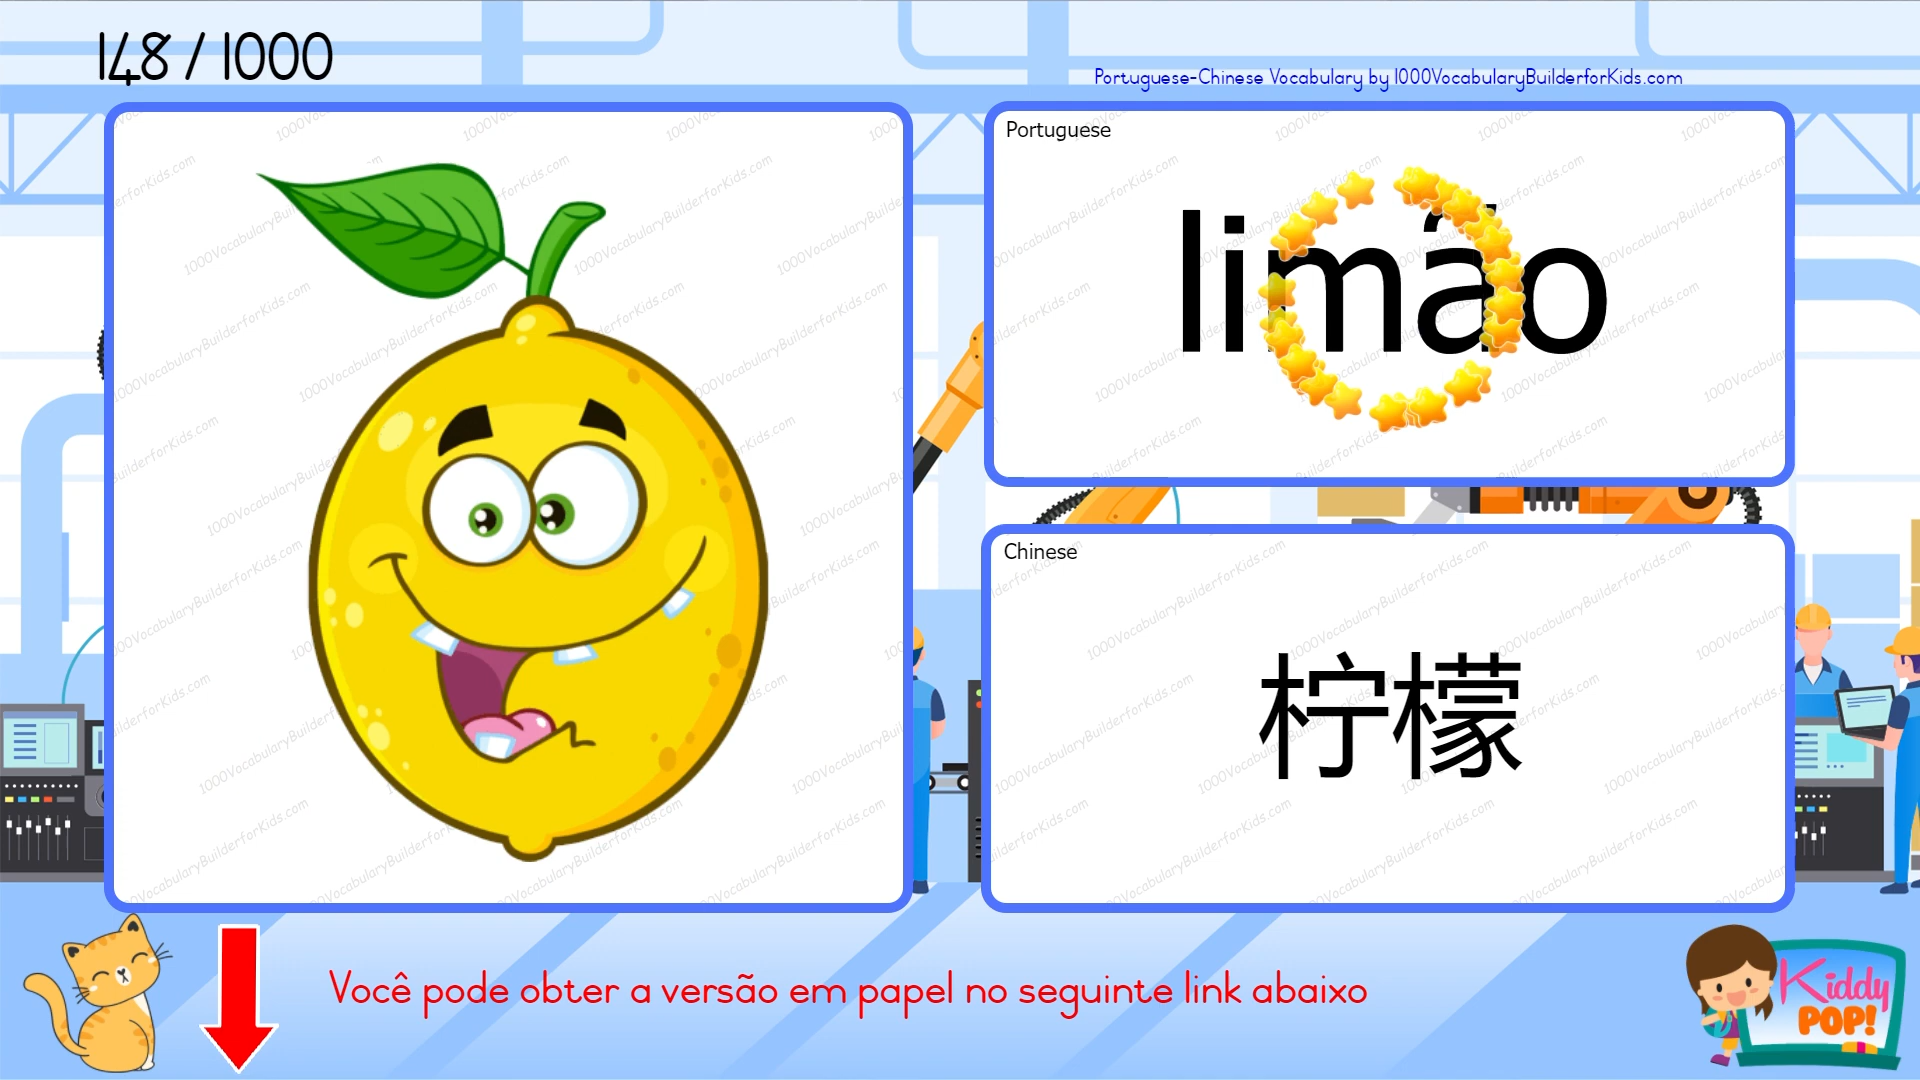 148 / 1000
Portuguese-Chinese Vocabulary by 1000VocabularyBuilderforKids.com
Portuguese
limão
Chinese
柠檬
Você pode obter a versão em papel no seguinte link abaixo
Kiddy
POP!